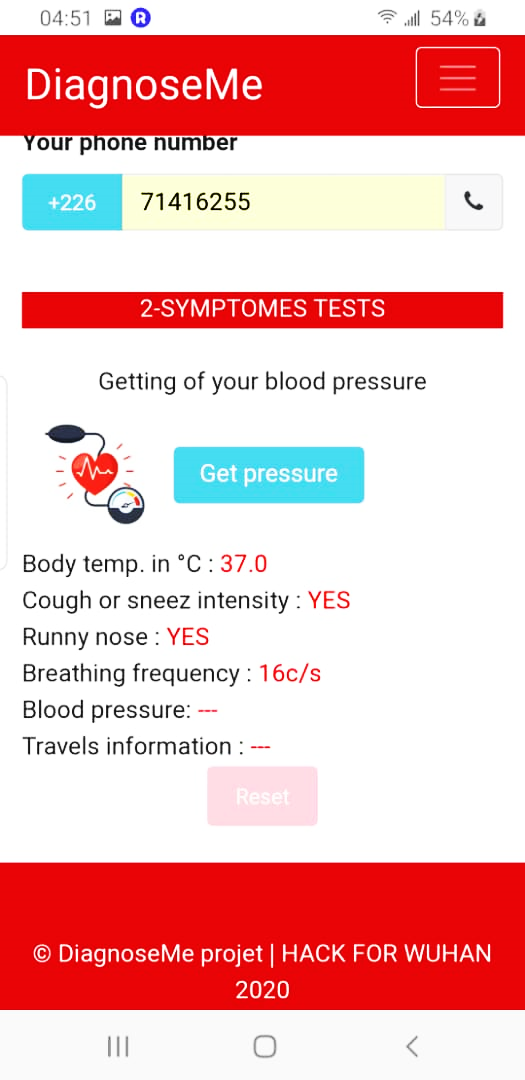 04:51 R 54%
DiagnoseMe
Your phone number
+226 71416255
2-SYMPTOMES TESTS
Getting of your blood pressure
Get pressure
Body temp. in °C : 37.0
Cough or sneez intensity : YES
Runny nose : YES
Breathing frequency : 16c/s
Blood pressure: ---
Travels information : ---
Reset
© DiagnoseMe projet | HACK FOR WUHAN
2020